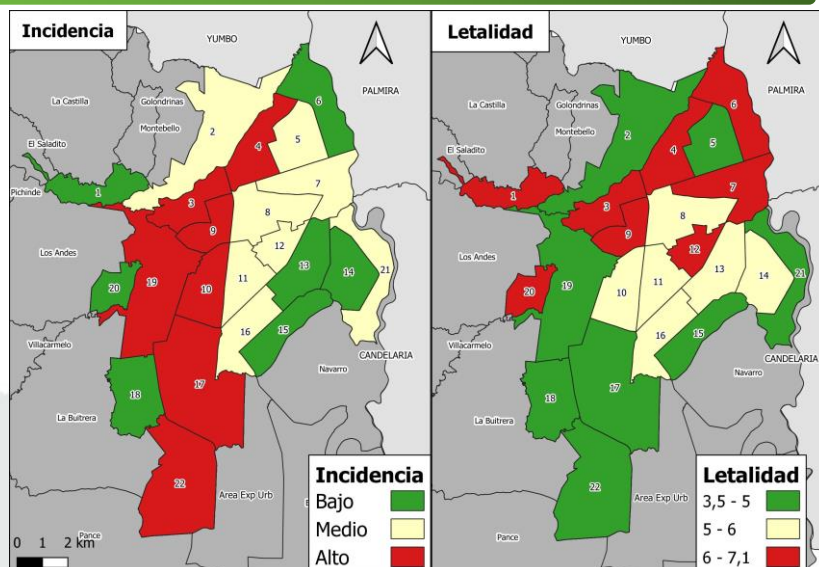 Incidencia
YUMBO
PALMIRA
La Castilla
Golondrinas
Montebello
El Saladito
Pichinde
Los Andes
Villacarmelo
La Buitrera
Pance
Area Exp Urb
Navarro
CANDELARIA
1
2
3
4
5
6
7
8
9
10
11
12
13
14
15
16
17
18
19
20
21
22
0 1 2 km
Incidencia
Bajo
Medio
Alto
Letalidad
YUMBO
PALMIRA
La Castilla
Golondrinas
Montebello
El Saladito
Pichinde
Los Andes
Villacarmelo
La Buitrera
Pance
Area Exp Urb
Navarro
CANDELARIA
1
2
3
4
5
6
7
8
9
10
11
12
13
14
15
16
17
18
19
20
21
22
Letalidad
3,5 - 5
5 - 6
6 - 7,1